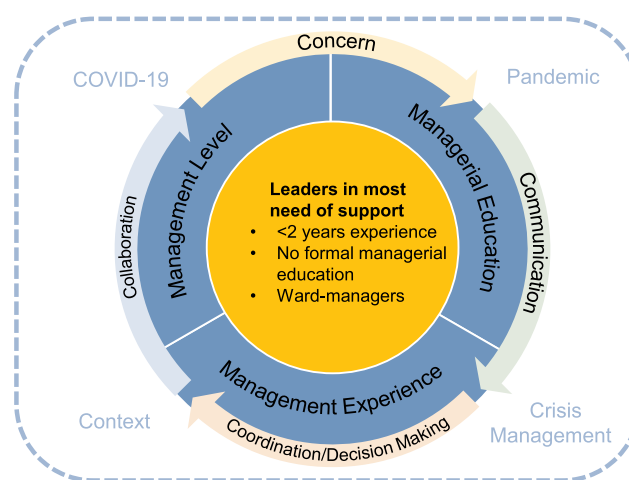 Concern
COVID-19
Pandemic
Management Level
Managerial Education
Collaboration
Communication
Leaders in most
need of support
• <2 years experience
• No formal managerial
education
• Ward-managers
Management Experience
Coordination/Decision Making
Context
Crisis
Management